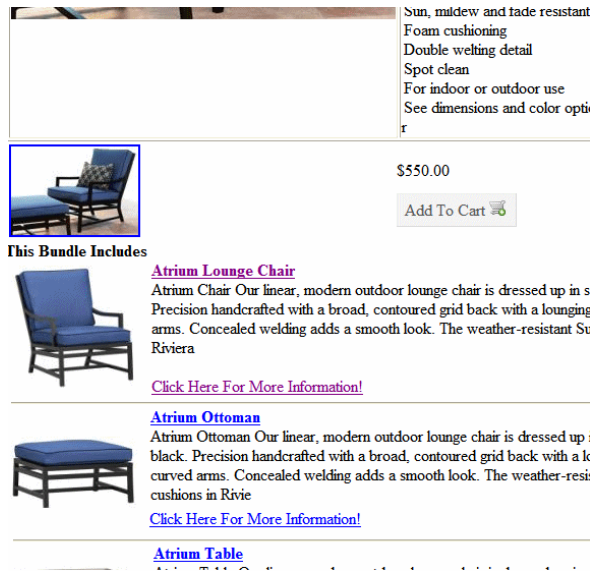 Sun, mildew and fade resistant
Foam cushioning
Double welting detail
Spot clean
For indoor or outdoor use
See dimensions and color
r
$550.00
Add To Cart
This Bundle Includes
Atrium Lounge Chair
Atrium Chair Our linear, modern outdoor lounge chair is dressed up in
Precision handcrafted with a broad, contoured grid back with a lounging
arms. Concealed welding adds a smooth look. The weather-resistant
Riviera
Click Here For More Information!
Atrium Ottoman
Atrium Ottoman Our linear, modern outdoor lounge chair is dressed up
black. Precision handcrafted with a broad, contoured grid back with a
curved arms. Concealed welding adds a smooth look. The
cushions in Rivie
Click Here For More Information!
Atrium Table